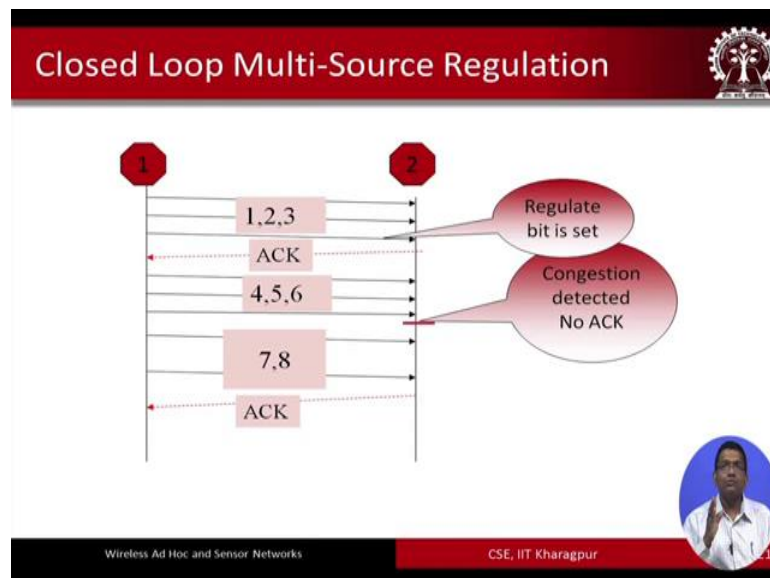 Closed Loop Multi-Source Regulation
1
2
1,2,3
Regulate
bit is set
ACK
Congestion
detected
No ACK
4,5,6
7,8
ACK
Wireless Ad Hoc and Sensor Networks
CSE, IIT Kharagpur